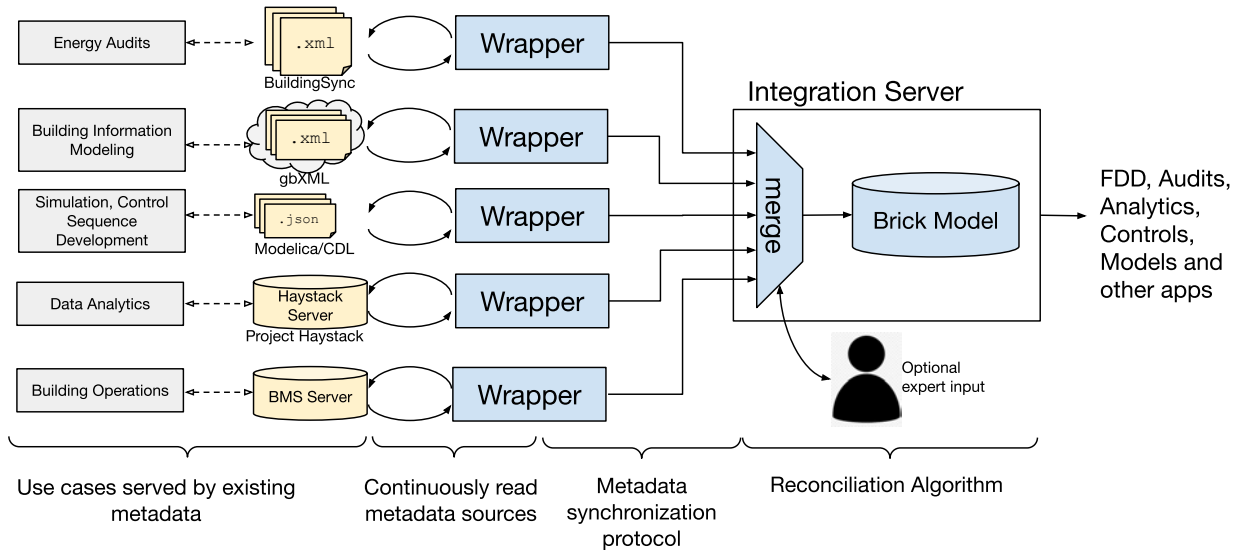 Energy Audits
.xml
BuildingSync
Wrapper
Building Information
Modeling
.xml
gbXML
Wrapper
Simulation, Control
Sequence
Development
.json
Modelica/CDL
Wrapper
Data Analytics
Haystack
Server
Project Haystack
Wrapper
Building Operations
BMS Server
Wrapper
Integration Server
merge
Brick Model
FDD, Audits,
Analytics,
Controls,
Models and
other apps
Optional
expert input
Use cases served by existing
metadata
Continuously read
metadata sources
Metadata
synchronization
protocol
Reconciliation Algorithm